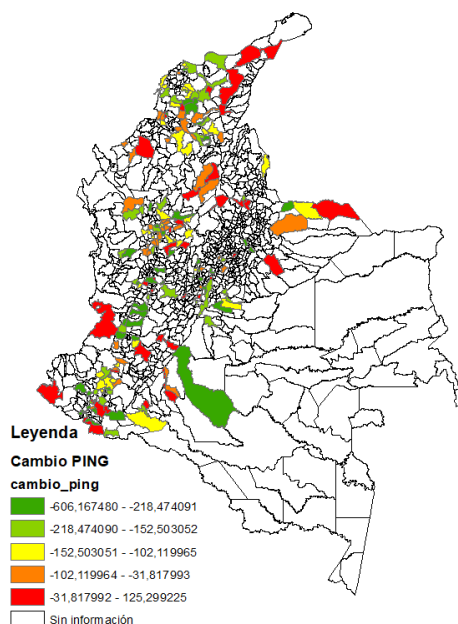 Leyenda
Cambio PING
cambio_ping
-606,167480 - -218,474091
-218,474090 - -152,503052
-152,503051 - -102,119965
-102,119964 - -31,817993
-31,817992 - 125,299225
Sin información